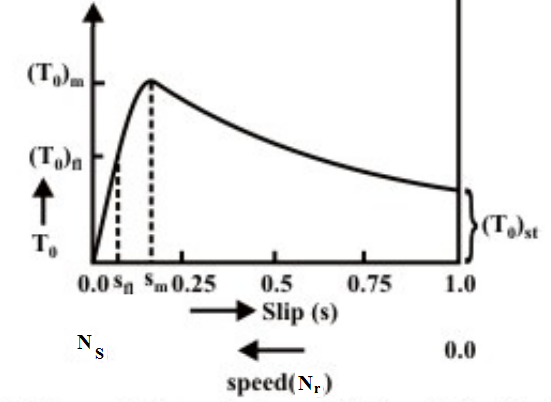 (T₀)ₘ
(T₀)fl
T₀
(T₀)st
0.0 sfl sₘ 0.25 0.5 0.75 1.0
Slip (s)
NS 0.0
speed(Nr)